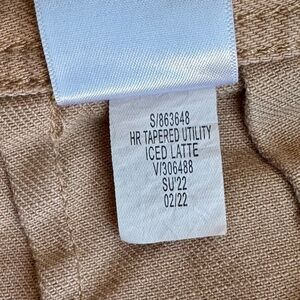 S/863648
HR TAPERED UTILITY
ICED LATTE
V/306488
SU'22
02/22